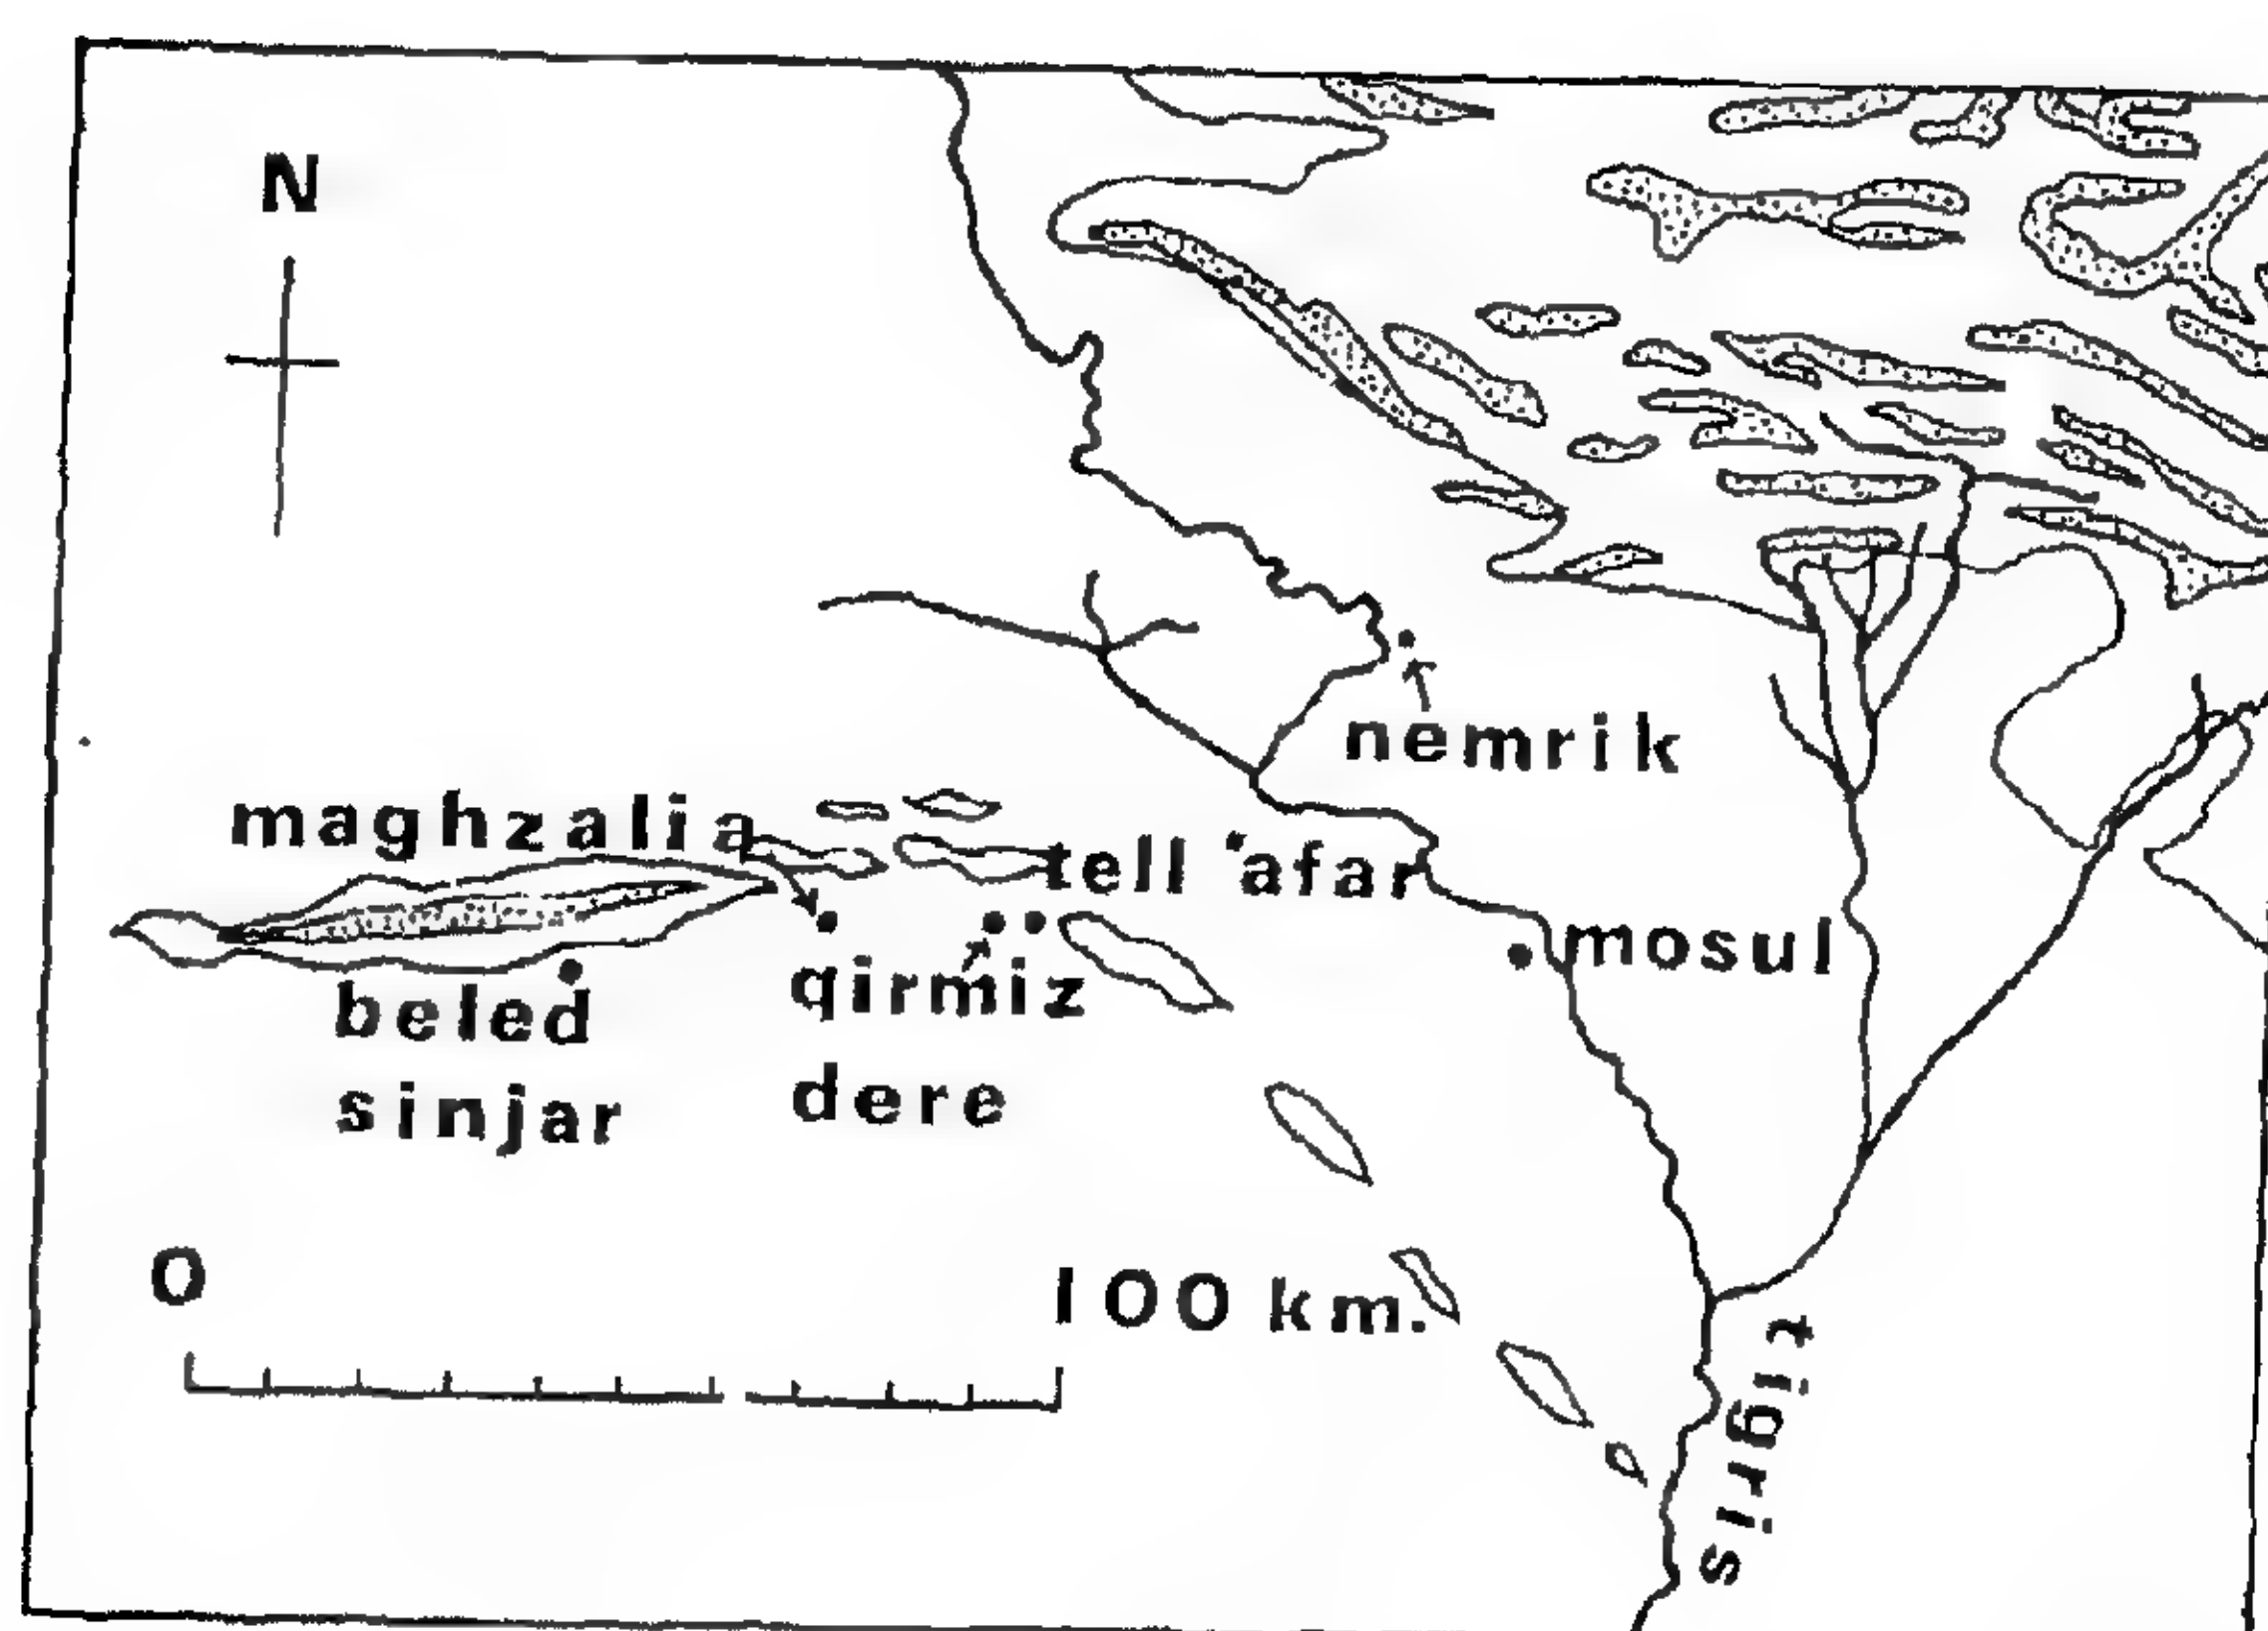 N
nemrik
maghzalia
tell 'afar
mosul
qirmiz
dere
beled
sinjar
0
100 km.
tigris